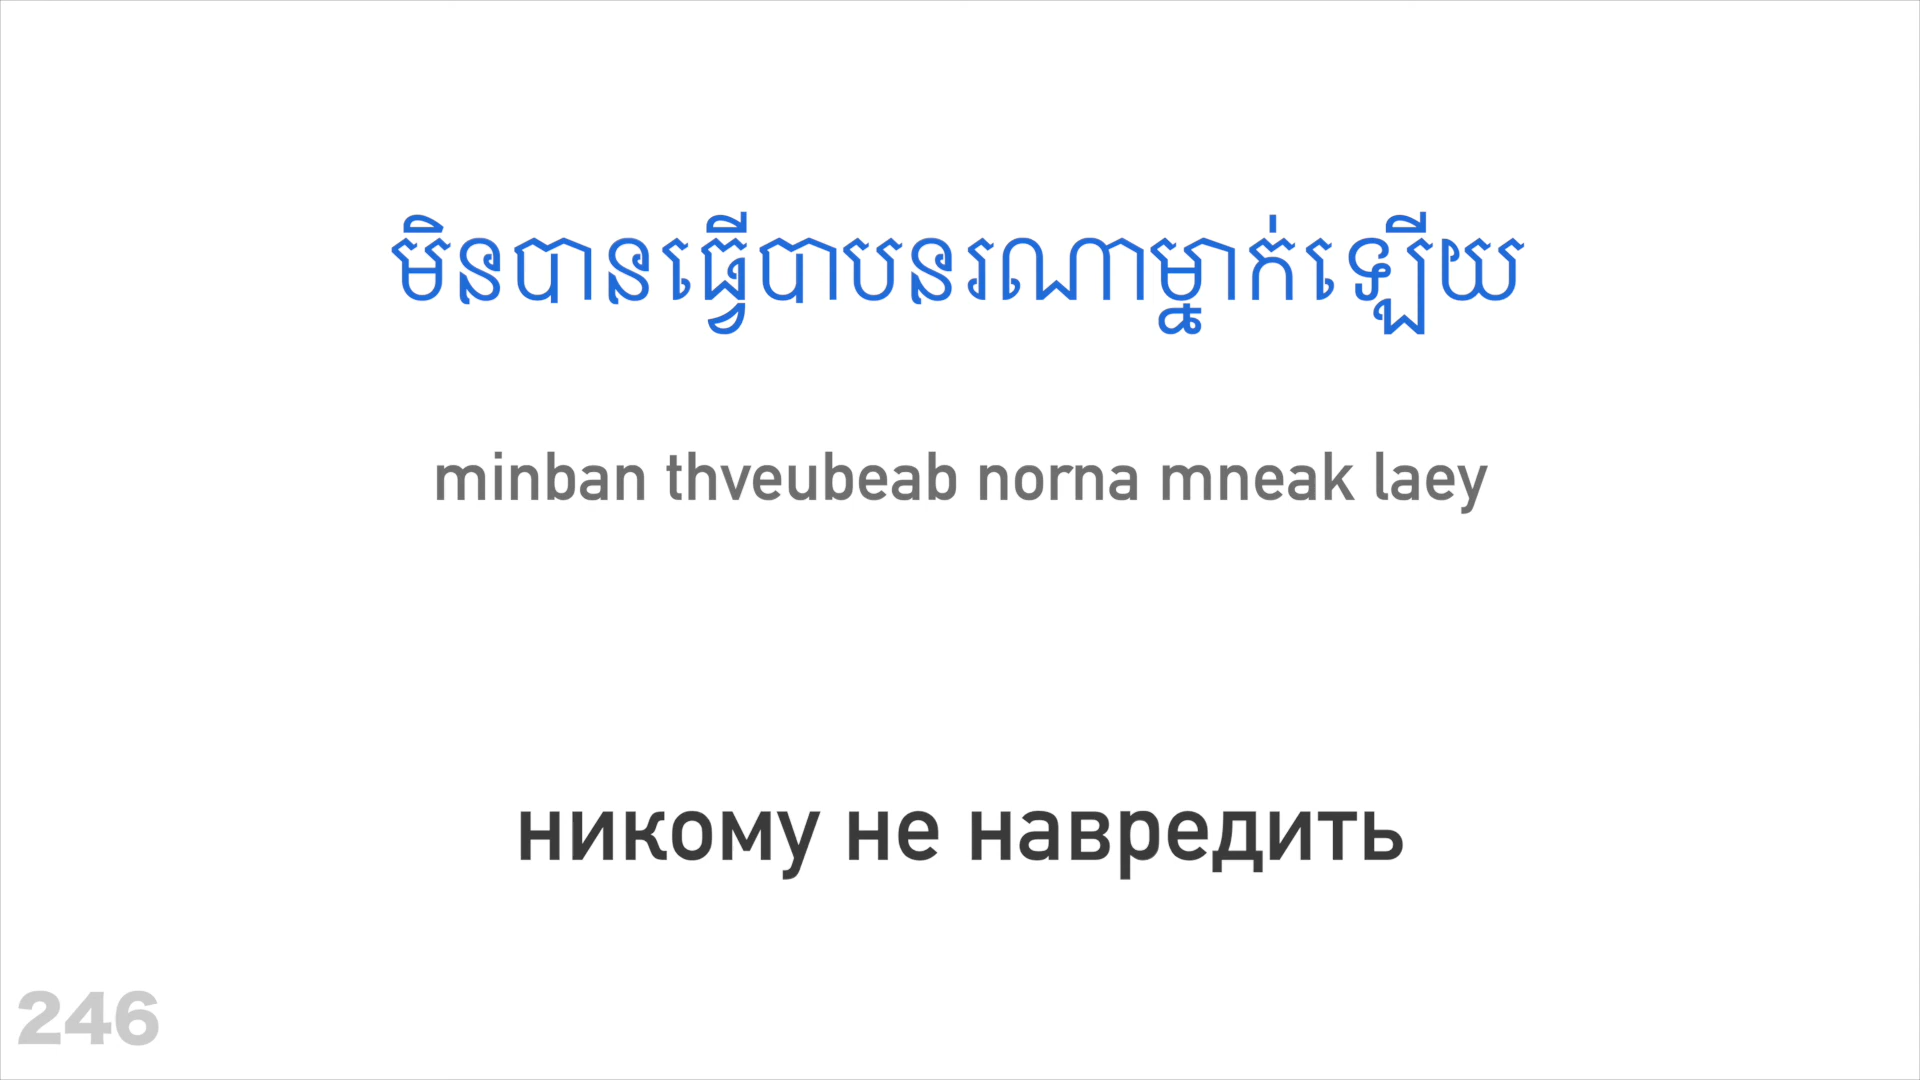 មិនបានធ្វើបាបនរណាម្នាក់ឡើយ
minban thveubeab norna mneak laey
никому не навредить
246